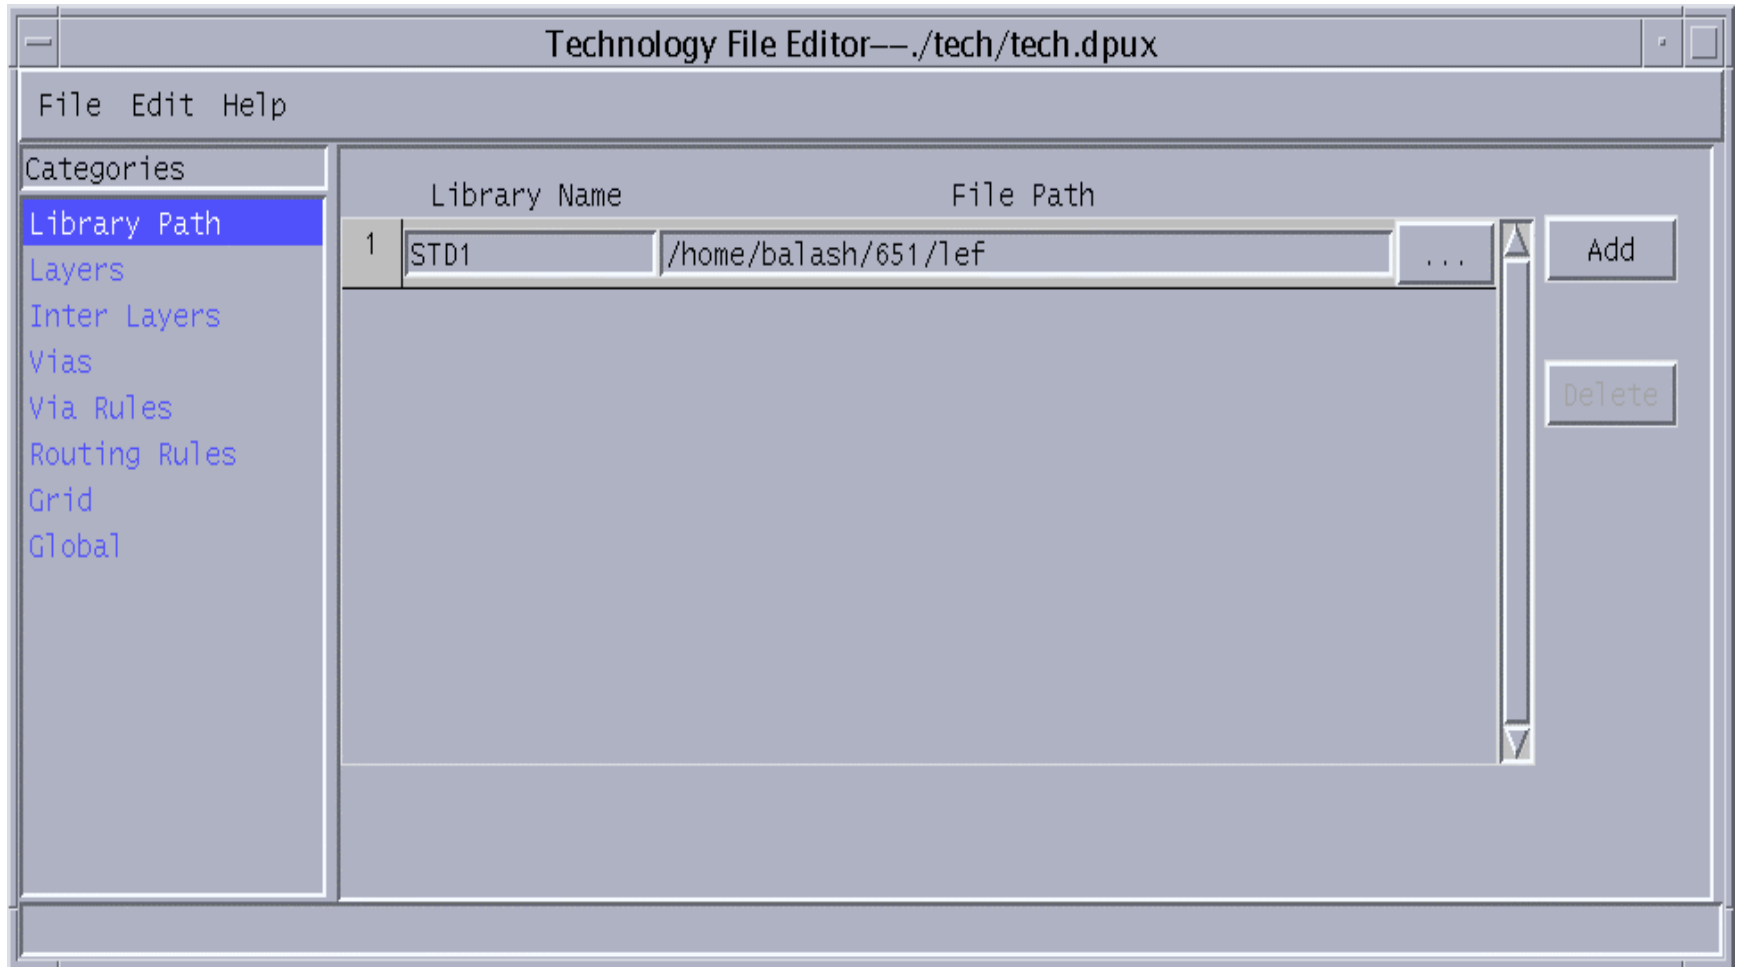 Technology File Editor--./tech/tech.dpux
File Edit Help
Categories
Library Path
Layers
Inter Layers
Vias
Via Rules
Routing Rules
Grid
Global
Library Name File Path
1 STD1 /home/balash/651/lef ...
Add
Delete